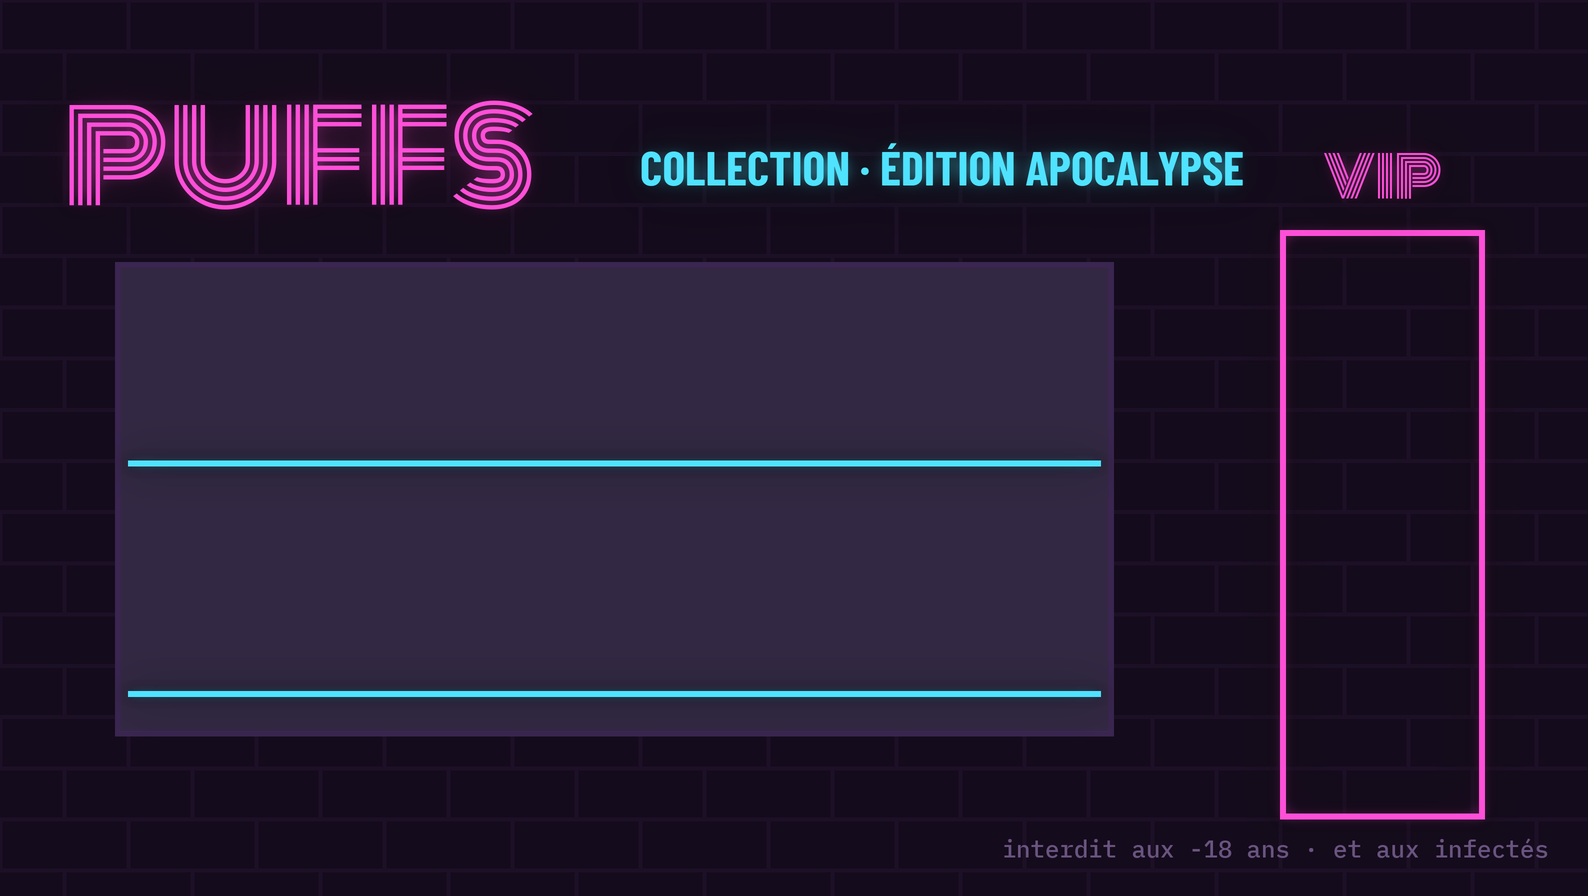 PUFFS
COLLECTION · ÉDITION APOCALYPSE
VIP
interdit aux -18 ans · et aux infectés